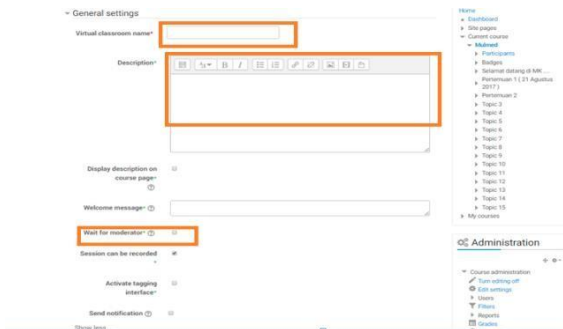 General settings
Virtual classroom name*
Description*
B I
Display description on
course page*
Welcome message*
Wait for moderator*
Session can be recorded
*
Activate tagging
interface*
Send notification
Show less
Home
Dashboard
Site pages
Current course
Mulmed
Participants
Badges
Selamat datang di MK ...
Pertemuan 1 ( 21 Agustus
2017 )
Pertemuan 2
Topic 3
Topic 4
Topic 5
Topic 6
Topic 7
Topic 8
Topic 9
Topic 10
Topic 11
Topic 12
Topic 13
Topic 14
Topic 15
My courses
Administration
Course administration
Turn editing off
Edit settings
Users
Filters
Reports
Grades